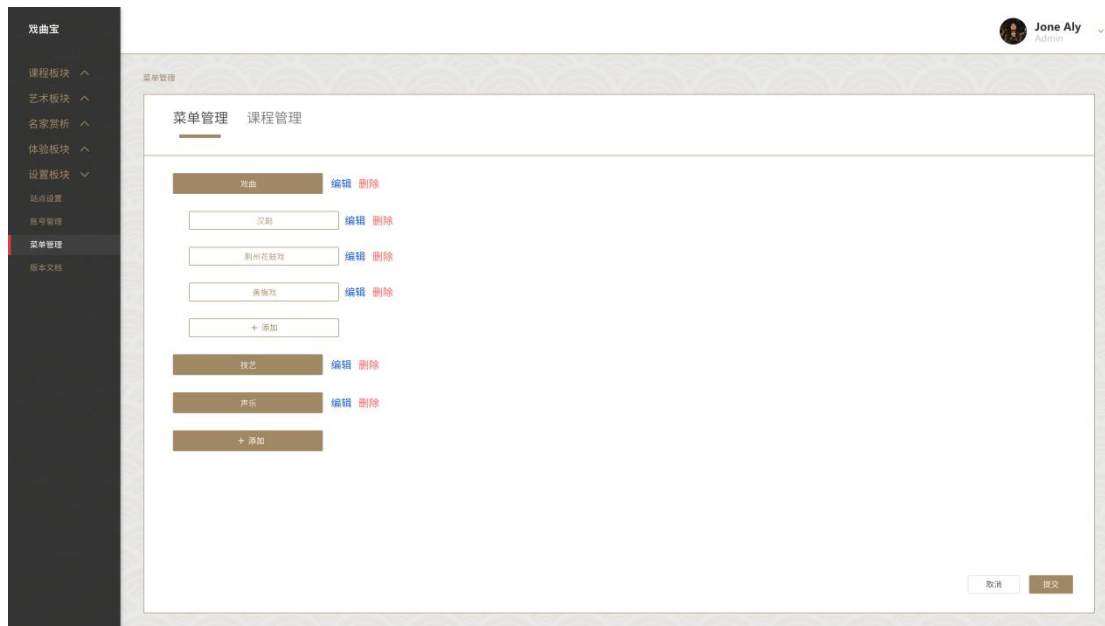 戏曲宝
Jone Aly
Admin
课程板块
艺术板块
名家赏析
体验板块
设置板块
站点设置
账号管理
菜单管理
版本文档
菜单管理
菜单管理 课程管理
戏曲 编辑 删除
汉剧 编辑 删除
荆州花鼓戏 编辑 删除
黄梅戏 编辑 删除
+ 添加
技艺 编辑 删除
声乐 编辑 删除
+ 添加
取消 提交